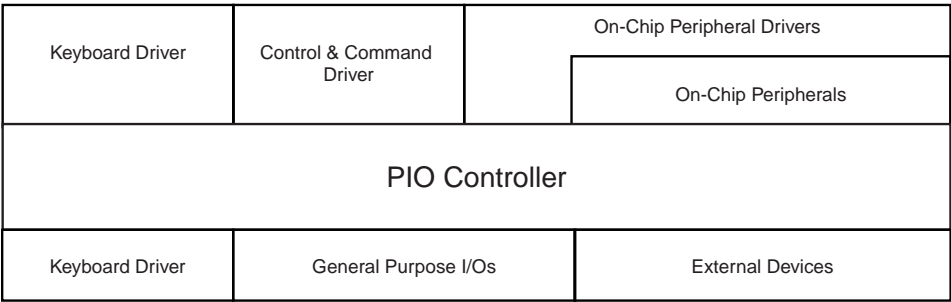 Keyboard Driver
Control & Command
Driver
On-Chip Peripheral Drivers
On-Chip Peripherals
PIO Controller
Keyboard Driver
General Purpose I/Os
External Devices